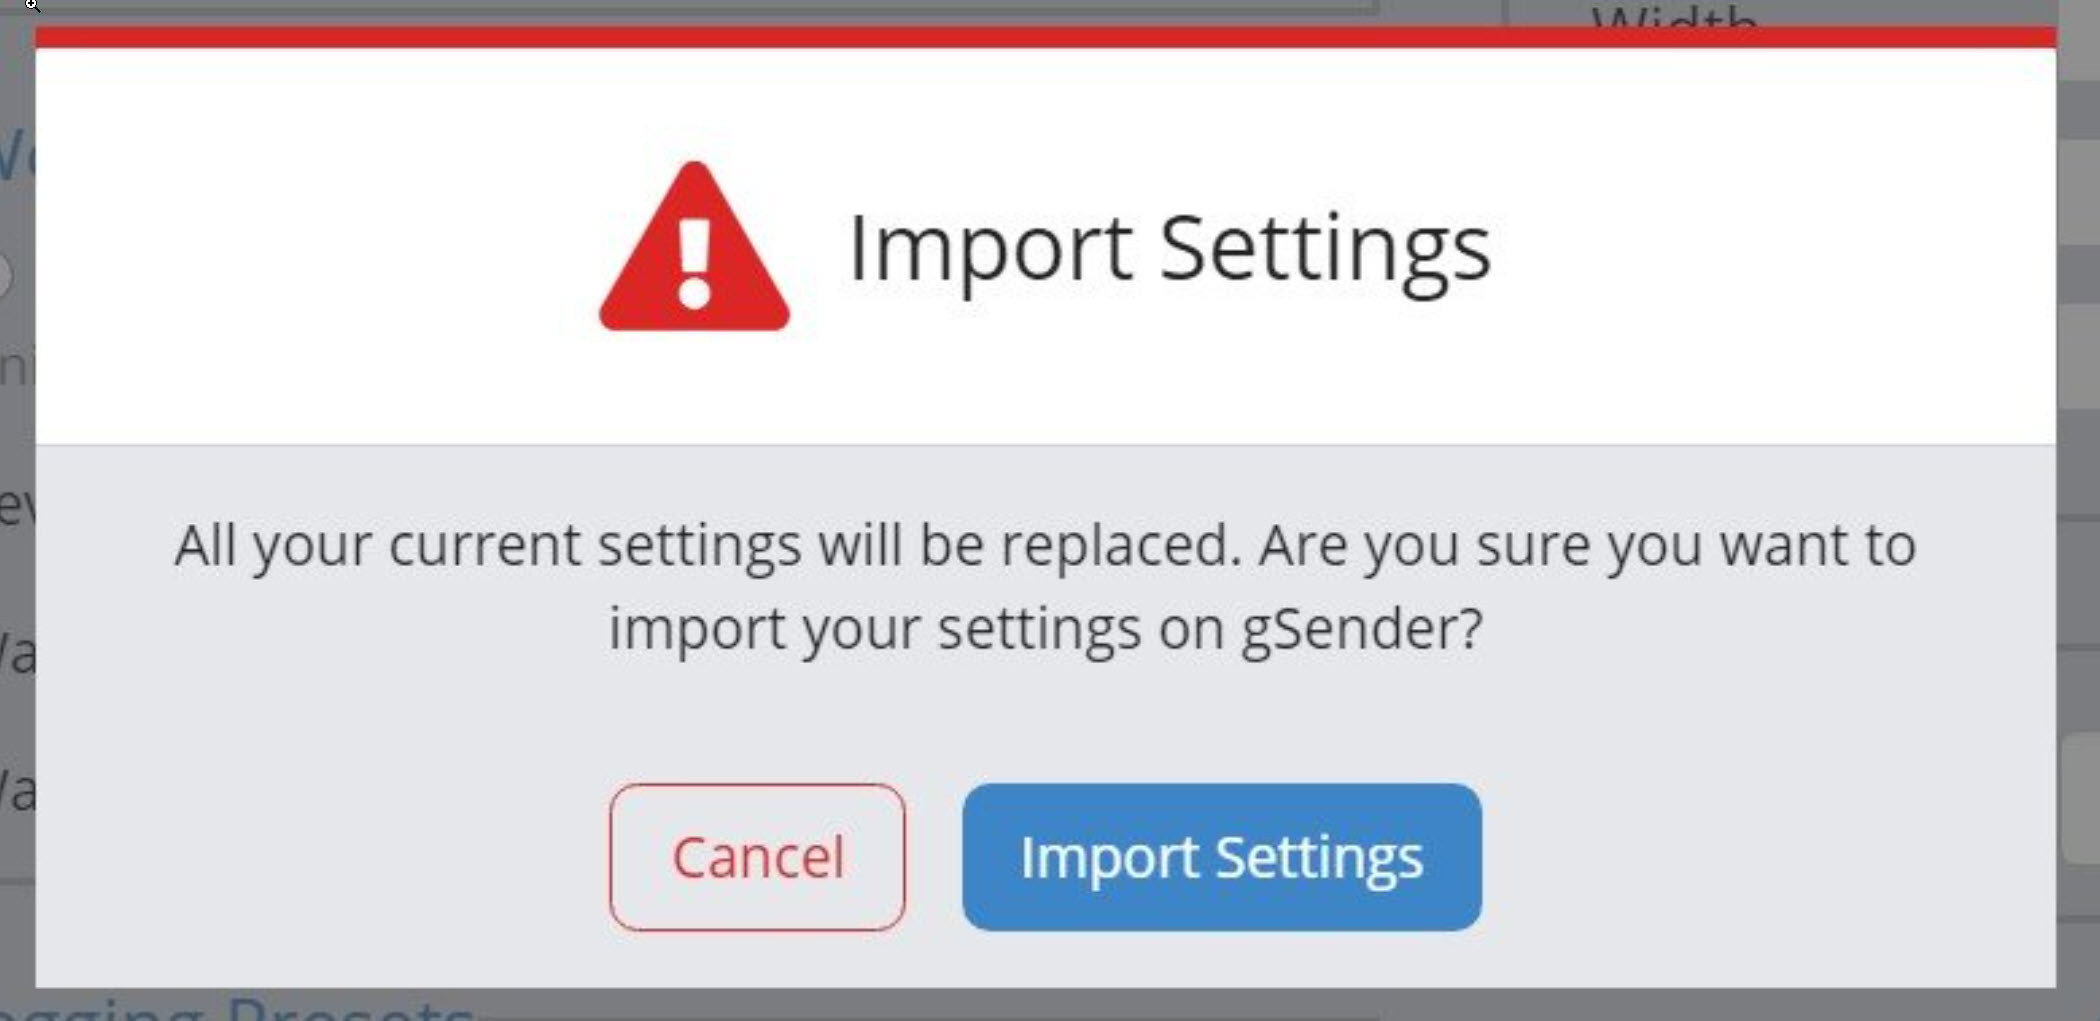 Width
Import Settings
All your current settings will be replaced. Are you sure you want to
import your settings on gSender?
Cancel
Import Settings
Presets